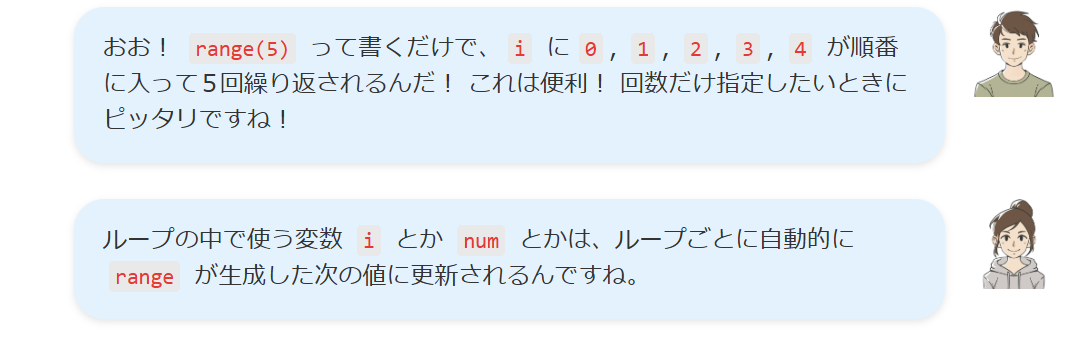 おお！ range(5) って書くだけで、 i に 0 , 1 , 2 , 3 , 4 が順番
に入って５回繰り返されるんだ！ これは便利！ 回数だけ指定したいときに
ピッタリですね！
ループの中で使う変数 i とか num とかは、ループごとに自動的に
range が生成した次の値に更新されるんですね。